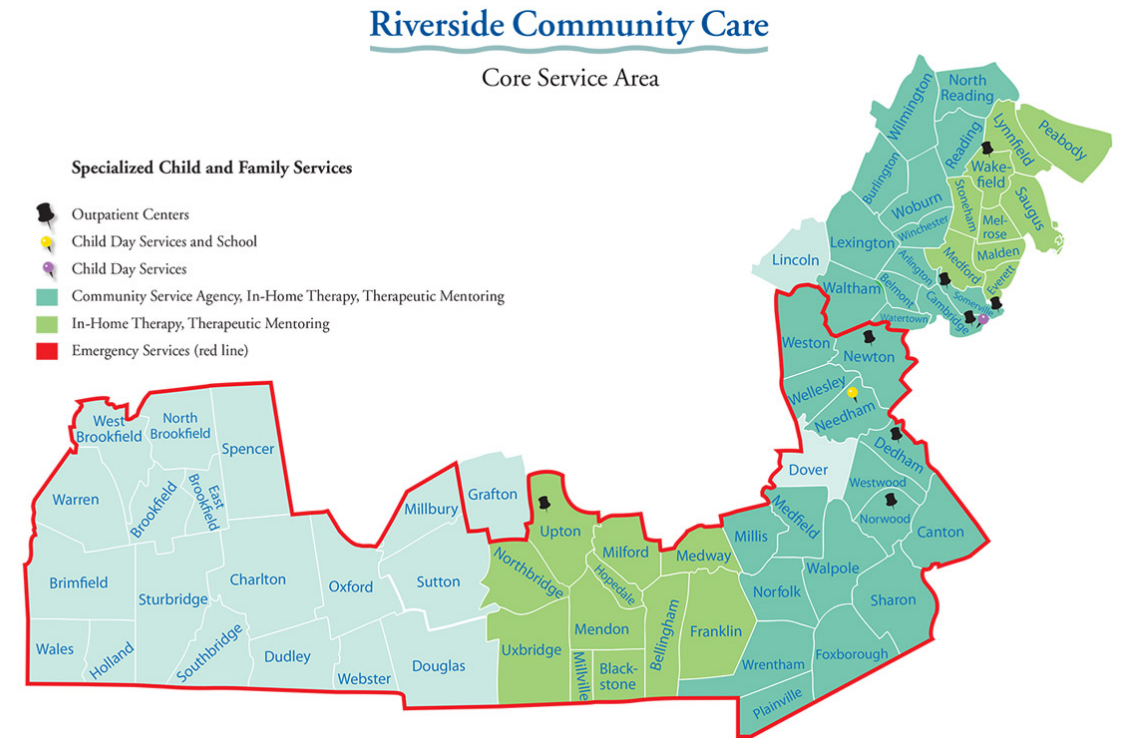 Riverside Community Care
Core Service Area
Specialized Child and Family Services
Outpatient Centers
Child Day Services and School
Child Day Services
Community Service Agency, In-Home Therapy, Therapeutic Mentoring
In-Home Therapy, Therapeutic Mentoring
Emergency Services (red line)
Wilmington
North
Reading
Reading
Lynnfield
Peabody
Burlington
Wake-
field
Woburn
Stoneham
Saugus
Winchester
Mel-
rose
Lexington
Lincoln
Arlington
Medford
Malden
Everett
Waltham
Belmont
Cambridge
Somerville
Watertown
Weston
Newton
Wellesley
Needham
Dedham
Dover
Westwood
Norwood
Canton
Medfield
Millis
Walpole
Norfolk
Sharon
Wrentham
Foxborough
Plainville
West
Brookfield
North
Brookfield
Spencer
Warren
Brookfield
East
Brookfield
Millbury
Grafton
Upton
Milford
Medway
Northbridge
Hopedale
Brimfield
Sturbridge
Charlton
Oxford
Sutton
Wales
Holland
Southbridge
Dudley
Webster
Douglas
Uxbridge
Mendon
Millville
Black-
stone
Bellingham
Franklin